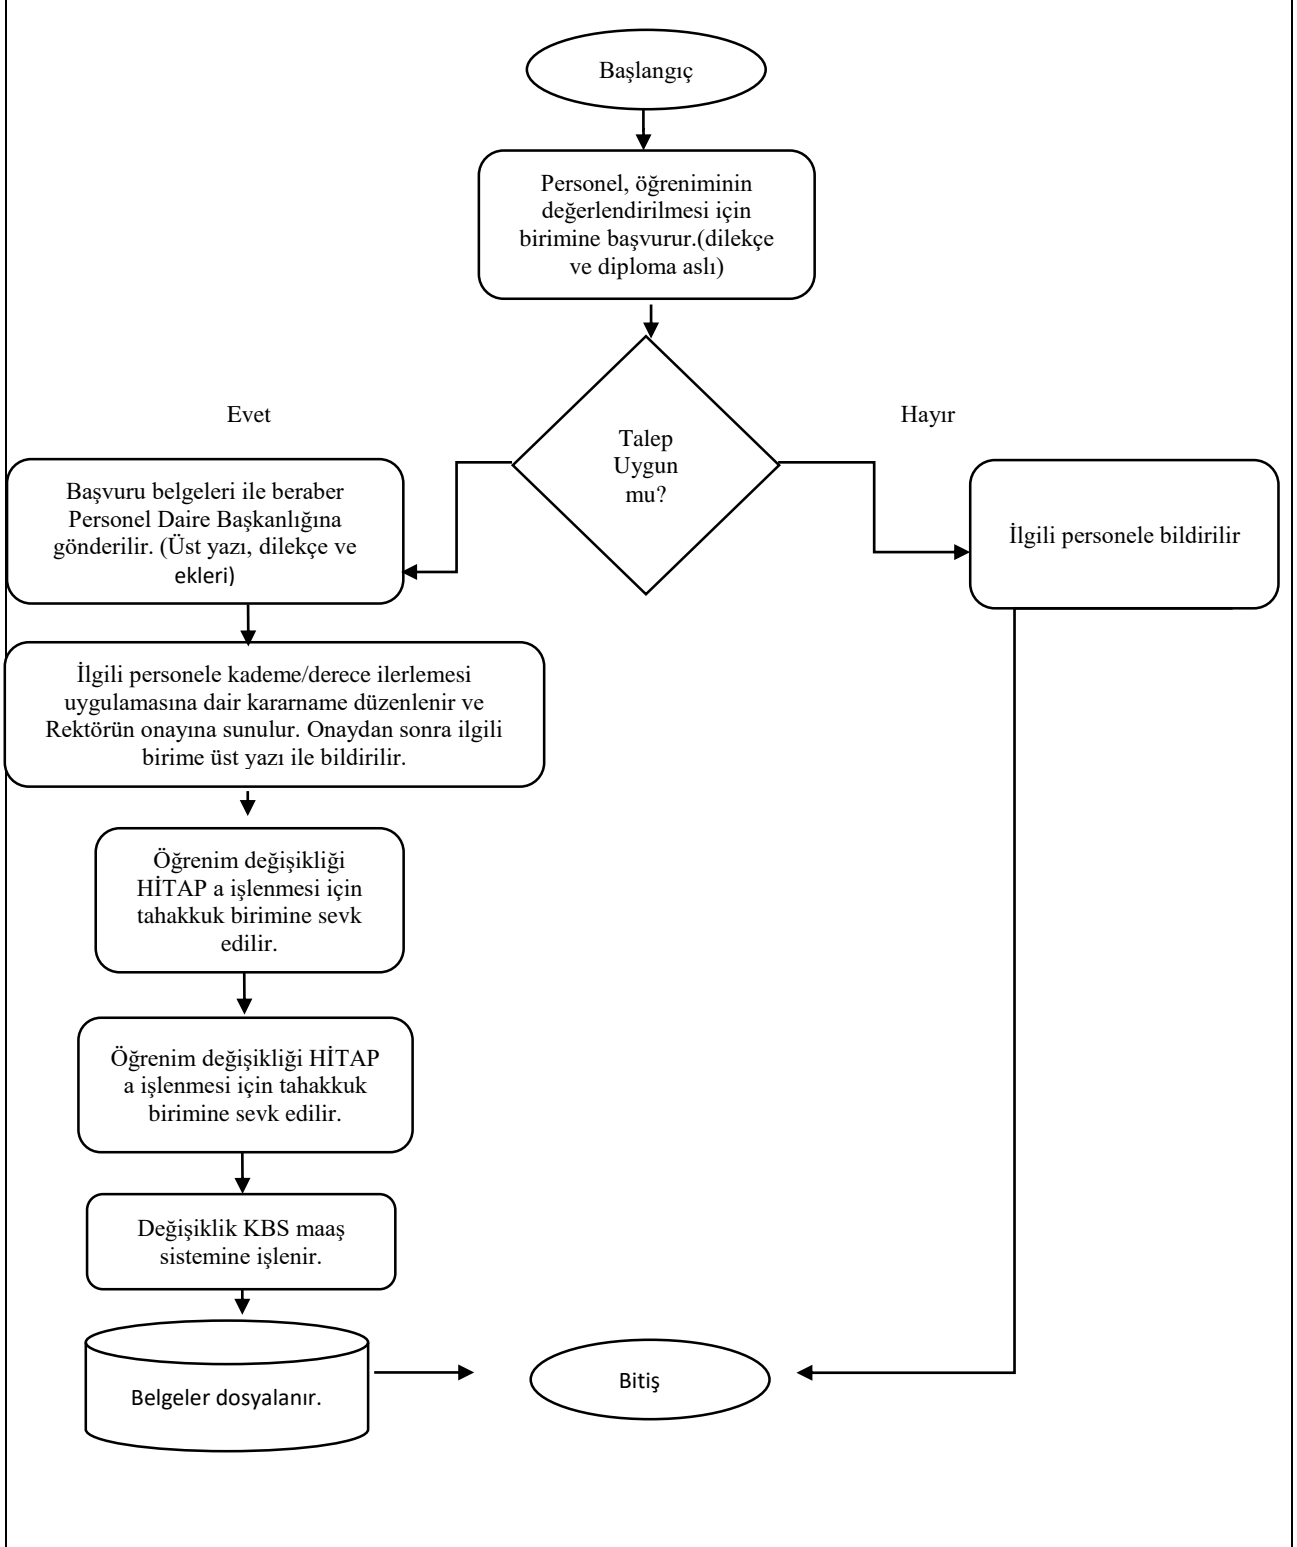 Başlangıç
Personel, öğreniminin
değerlendirilmesi için
birimine başvurur.(dilekçe
ve diploma aslı)
Evet
Hayır
Talep
Uygun
mu?
Başvuru belgeleri ile beraber
Personel Daire Başkanlığına
gönderilir. (Üst yazı, dilekçe ve
ekleri)
İlgili personele bildirilir
İlgili personele kademe/derece ilerlemesi
uygulamasına dair kararname düzenlenir ve
Rektörün onayına sunulur. Onaydan sonra ilgili
birime üst yazı ile bildirilir.
Öğrenim değişikliği
HİTAP a işlenmesi için
tahakkuk birimine sevk
edilir.
Öğrenim değişikliği HİTAP
a işlenmesi için tahakkuk
birimine sevk edilir.
Değişiklik KBS maaş
sistemine işlenir.
Belgeler dosyalanır.
Bitiş